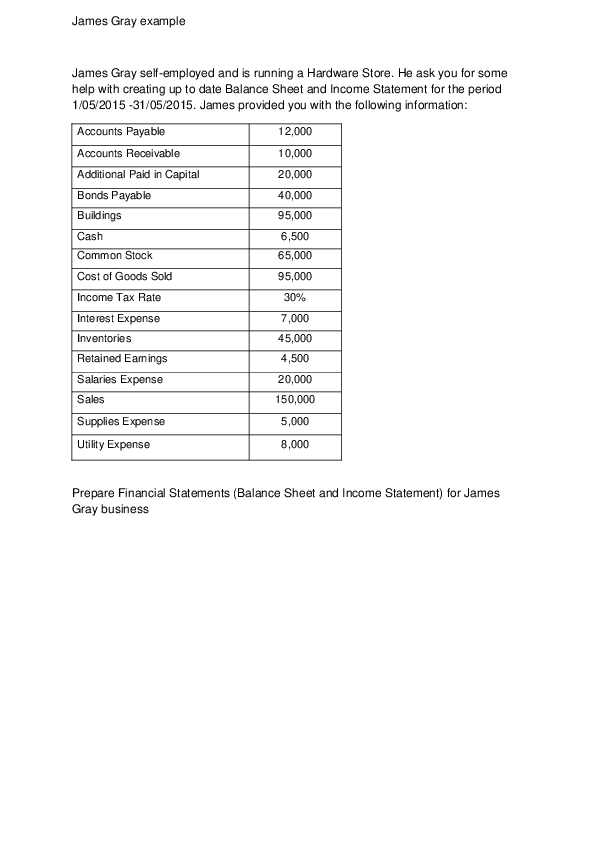 James Gray example
James Gray self-employed and is running a Hardware Store. He ask you for some
help with creating up to date Balance Sheet and Income Statement for the period
1/05/2015 -31/05/2015. James provided you with the following information:
Accounts Payable 12,000
Accounts Receivable 10,000
Additional Paid in Capital 20,000
Bonds Payable 40,000
Buildings 95,000
Cash 6,500
Common Stock 65,000
Cost of Goods Sold 95,000
Income Tax Rate 30%
Interest Expense 7,000
Inventories 45,000
Retained Earnings 4,500
Salaries Expense 20,000
Sales 150,000
Supplies Expense 5,000
Utility Expense 8,000
Prepare Financial Statements (Balance Sheet and Income Statement) for James
Gray business